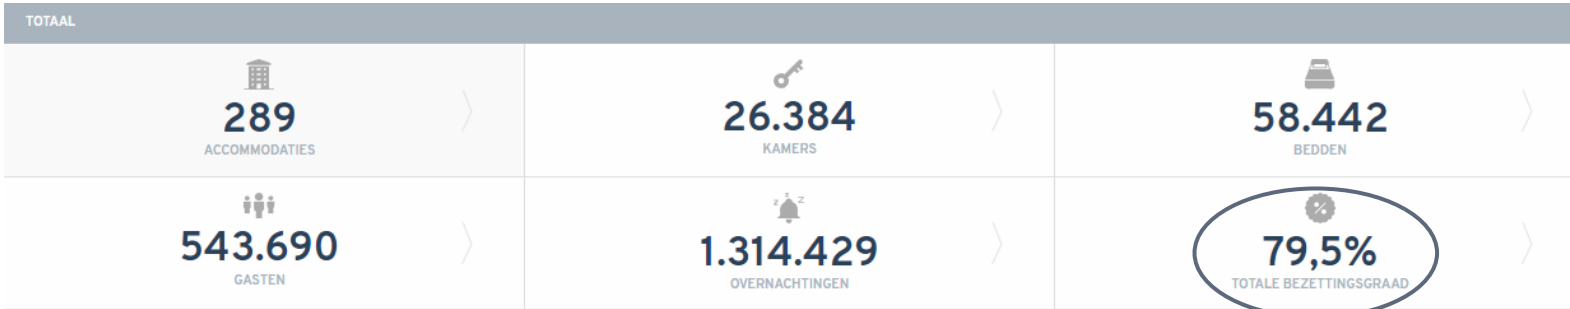 TOTAAL
289
ACCOMMODATIES
26.384
KAMERS
58.442
BEDDEN
543.690
GASTEN
z z z
1.314.429
OVERNACHTINGEN
%
79,5%
TOTALE BEZETTINGSGRAAD